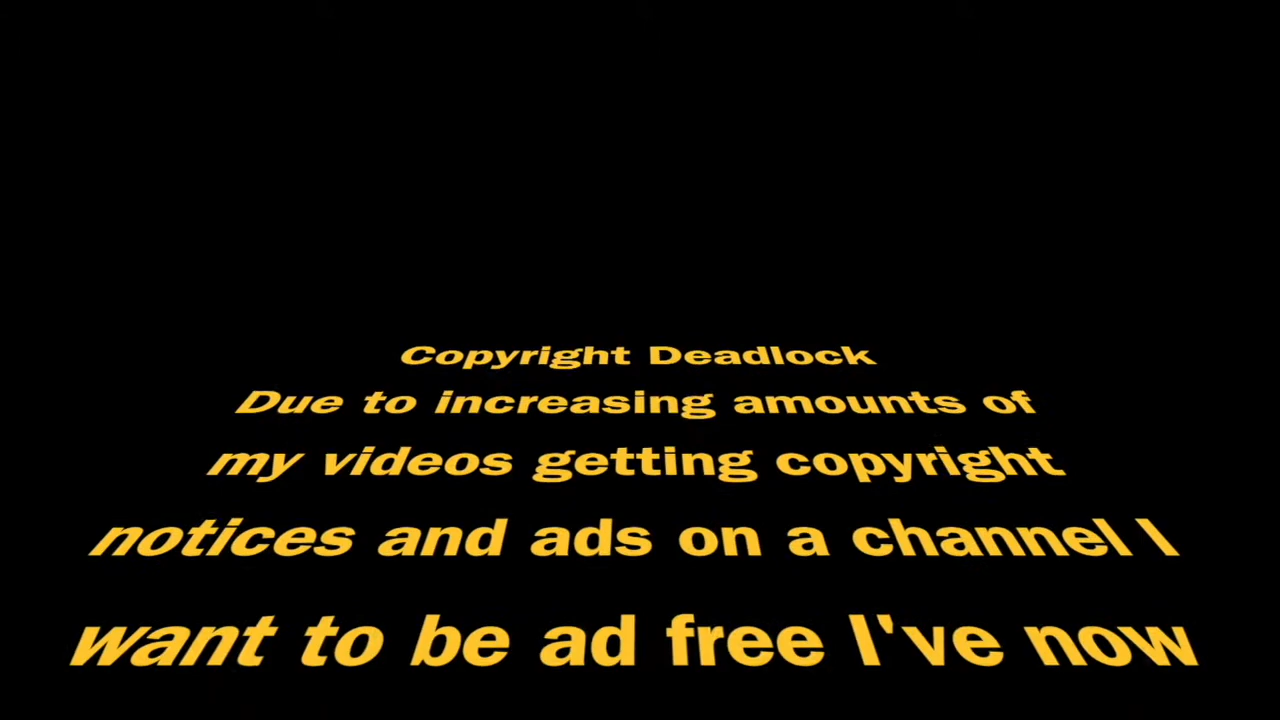 Copyright Deadlock
Due to increasing amounts of
my videos getting copyright
notices and ads on a channel I
want to be ad free I've now